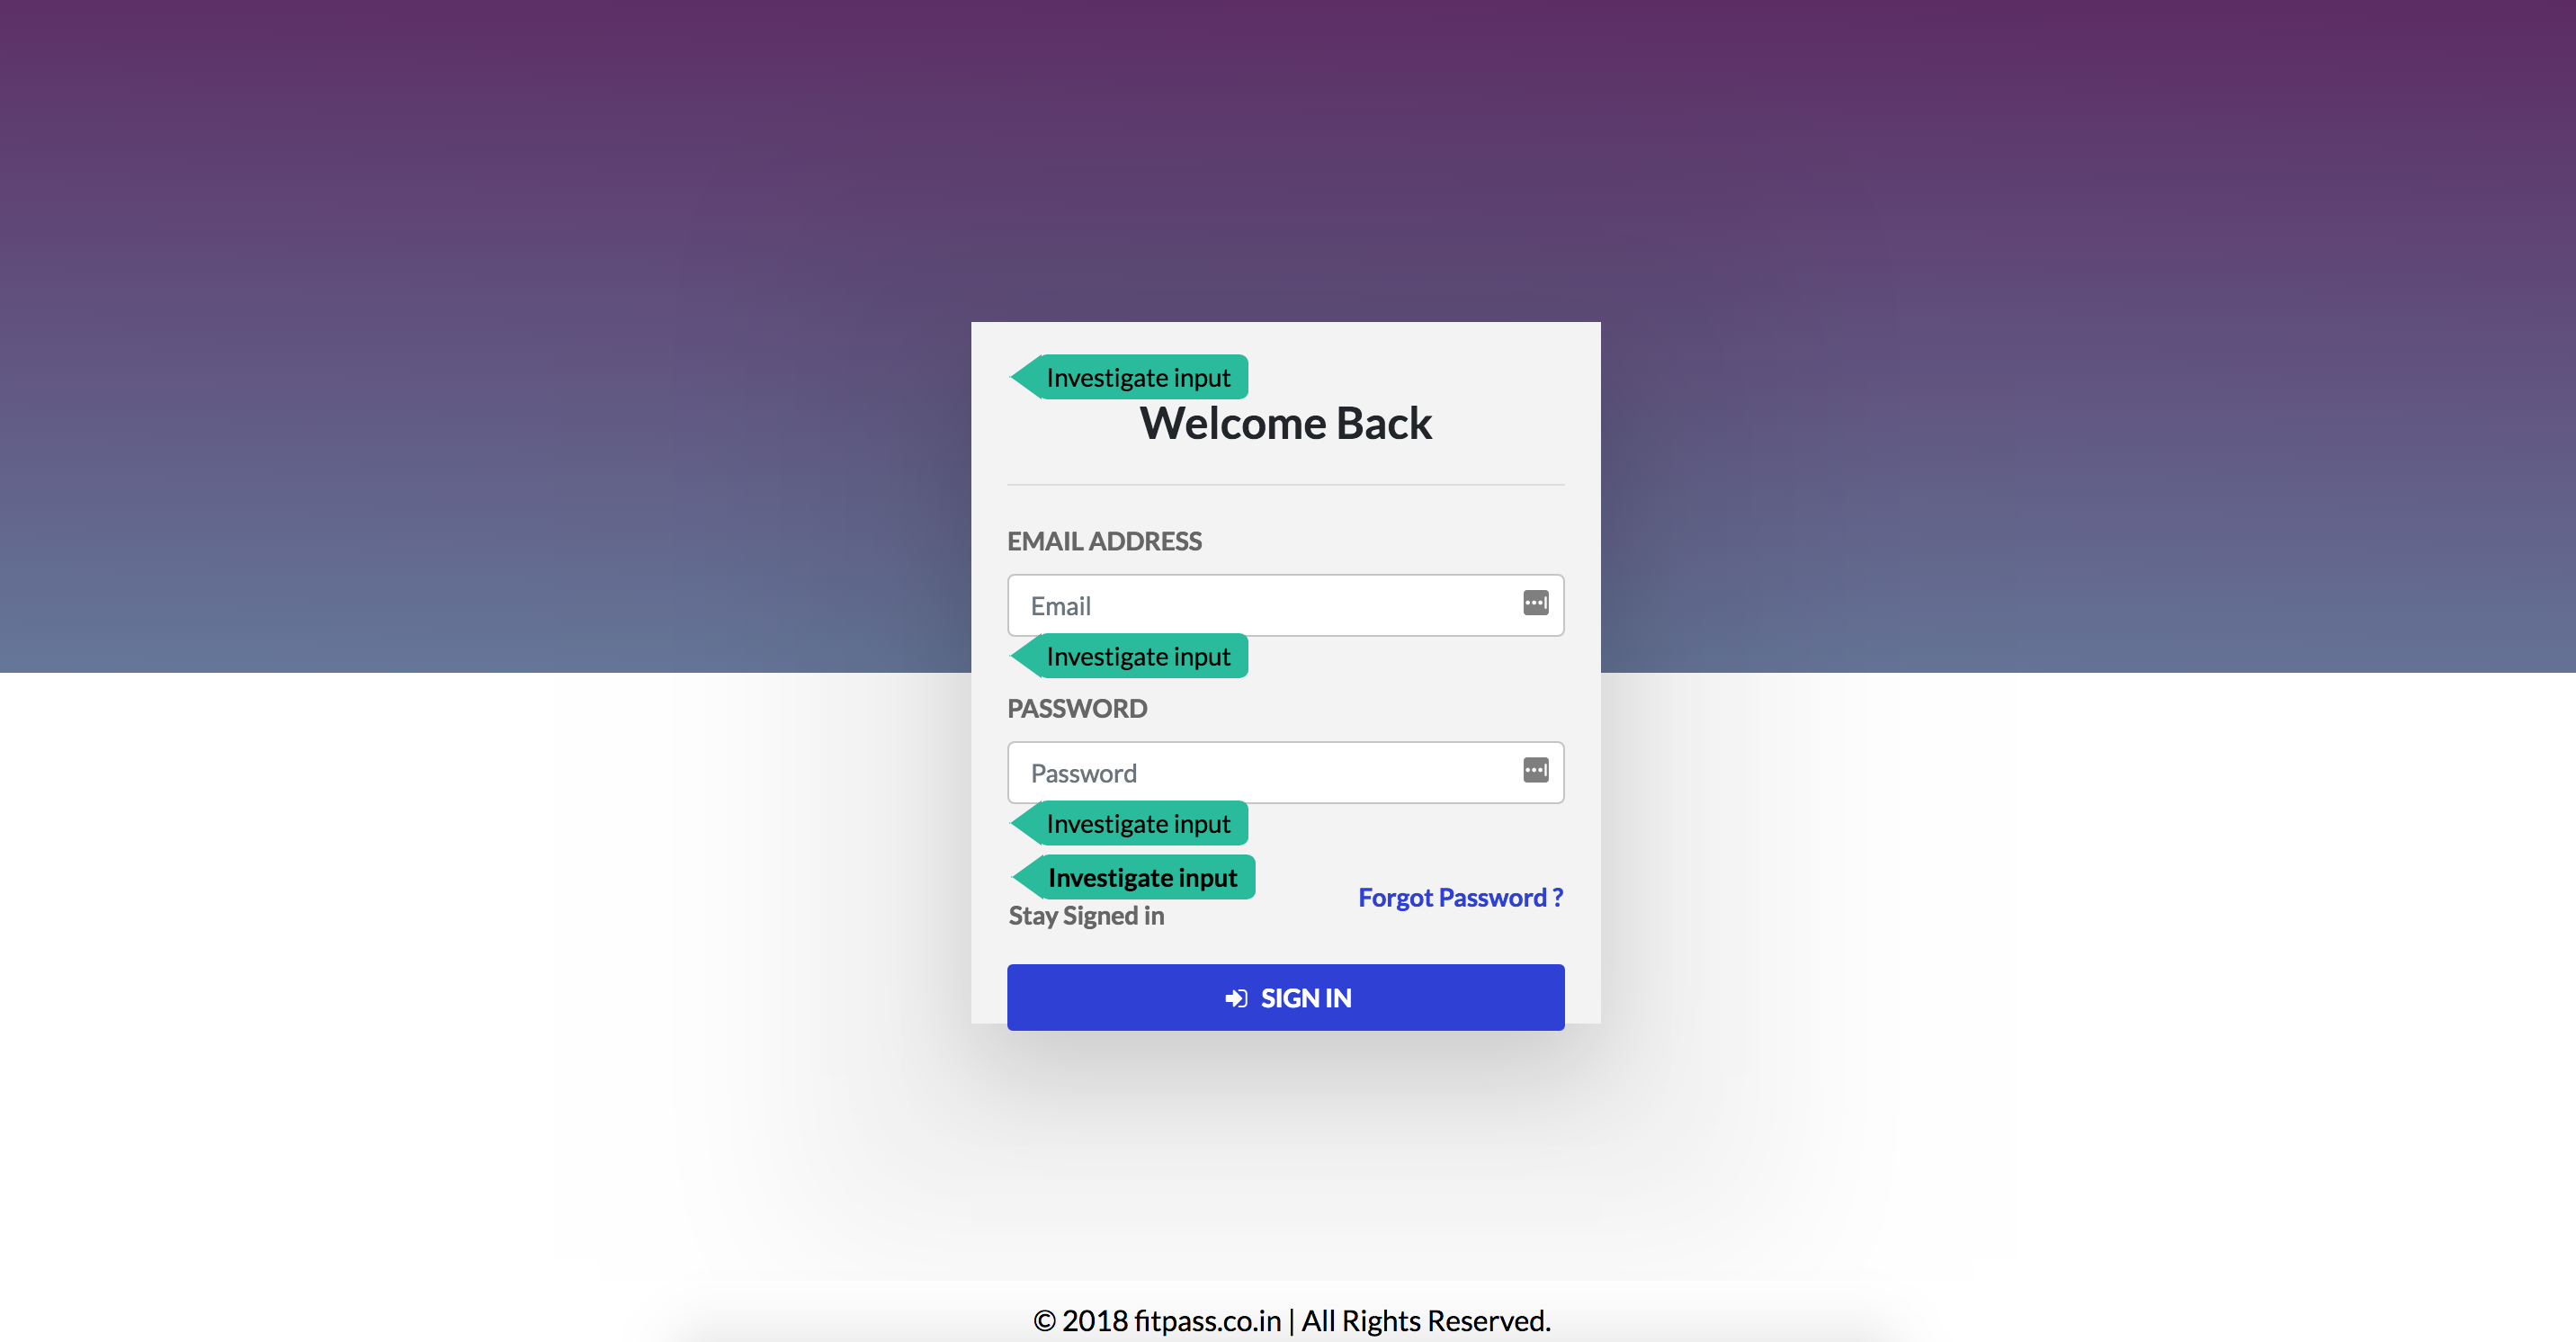 Investigate input
Welcome Back
EMAIL ADDRESS
Email
Investigate input
PASSWORD
Password
Investigate input
Investigate input
Forgot Password ?
Stay Signed in
SIGN IN
© 2018 fitpass.co.in | All Rights Reserved.